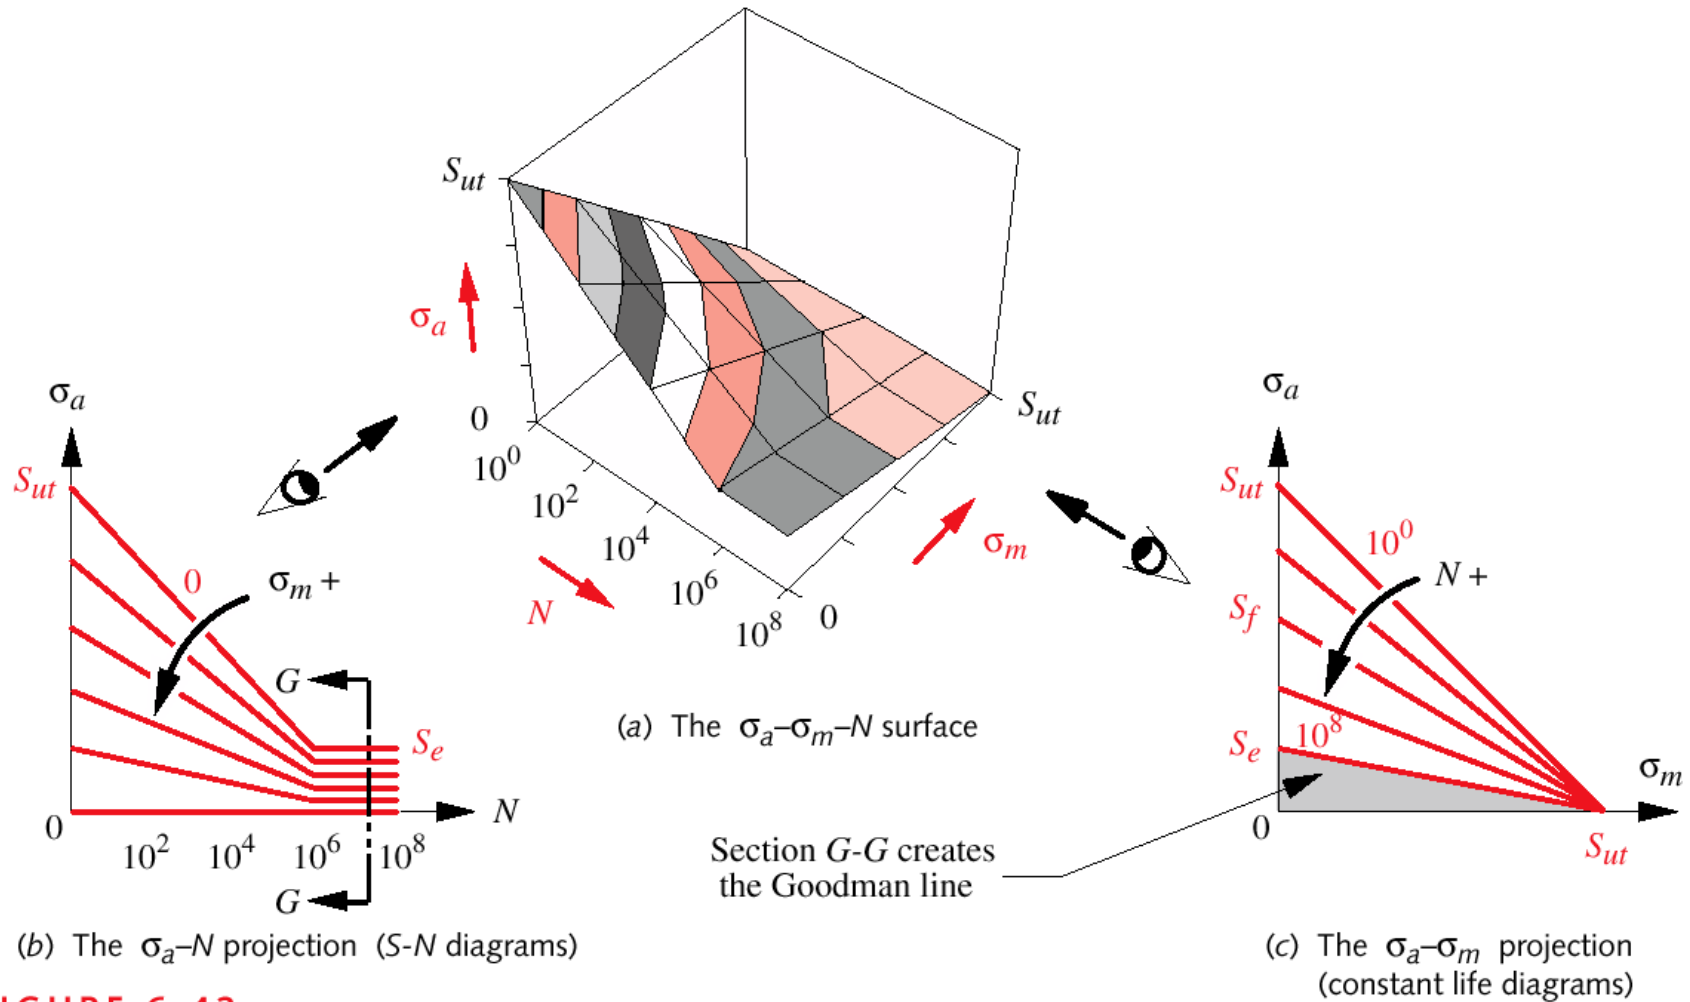 S_ut
σ_a
0
10^0
10^2
10^4
10^6
10^8
0
N
σ_m
S_ut
(a) The σ_a–σ_m–N surface
σ_a
S_ut
0
σ_m +
G
S_e
N
0
10^2
10^4
10^6
10^8
G
(b) The σ_a–N projection (S-N diagrams)
σ_a
S_ut
10^0
N +
S_f
10^8
S_e
σ_m
0
S_ut
Section G-G creates
the Goodman line
(c) The σ_a–σ_m projection
(constant life diagrams)